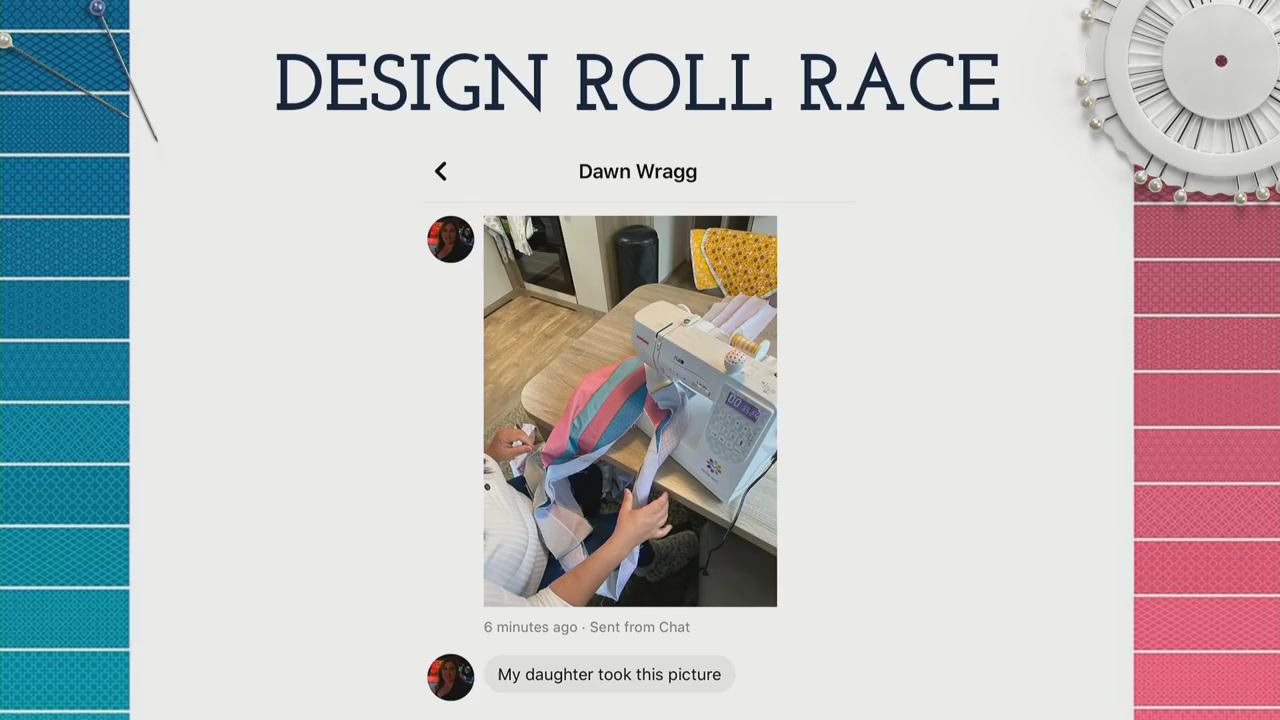 DESIGN ROLL RACE
Dawn Wragg
6 minutes ago · Sent from Chat
My daughter took this picture